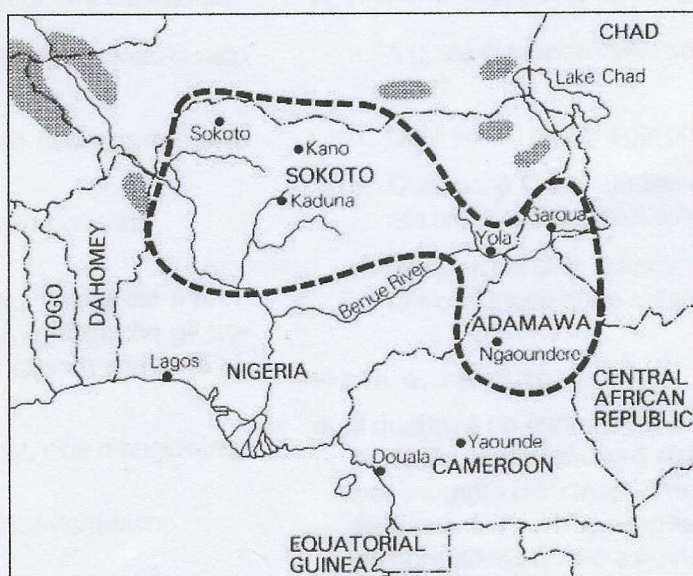 CHAD
Lake Chad
Sokoto
Kano
SOKOTO
Kaduna
Garoua
Yola
Benue River
TOGO
DAHOMEY
ADAMAWA
Ngaoundere
Lagos
NIGERIA
CENTRAL
AFRICAN
REPUBLIC
Yaounde
Douala
CAMEROON
EQUATORIAL
GUINEA